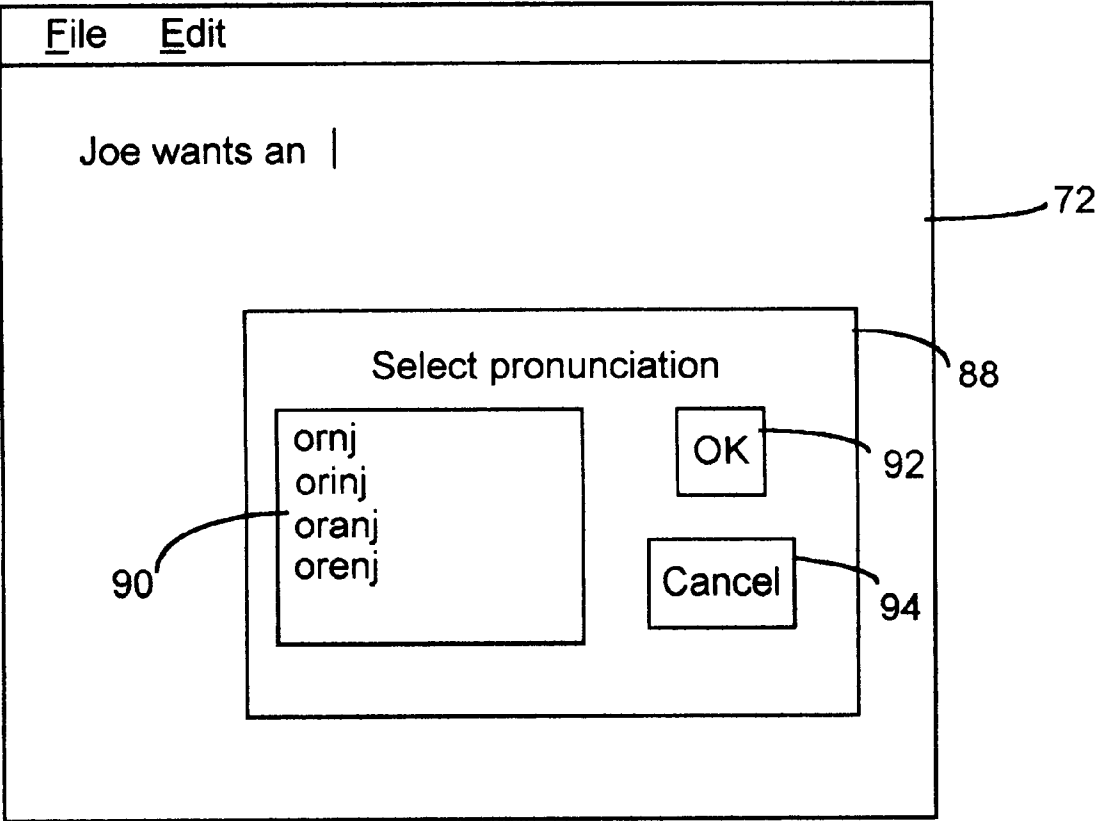 File Edit
Joe wants an
72
Select pronunciation
88
ornj
orinj
oranj
orenj
OK
92
90
Cancel
94